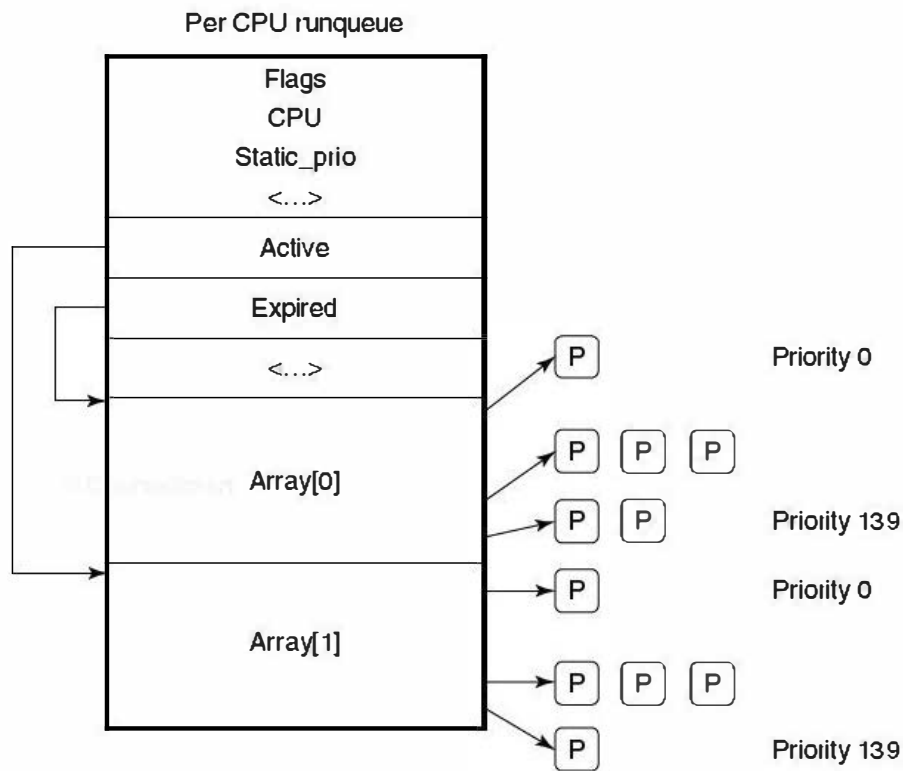 Per CPU runqueue
Flags
CPU
Static_prio
<...>
Active
Expired
<...>
Array[0]
Array[1]
P Priority 0
P P P
P P Priority 139
P Priority 0
P P P
P Priority 139